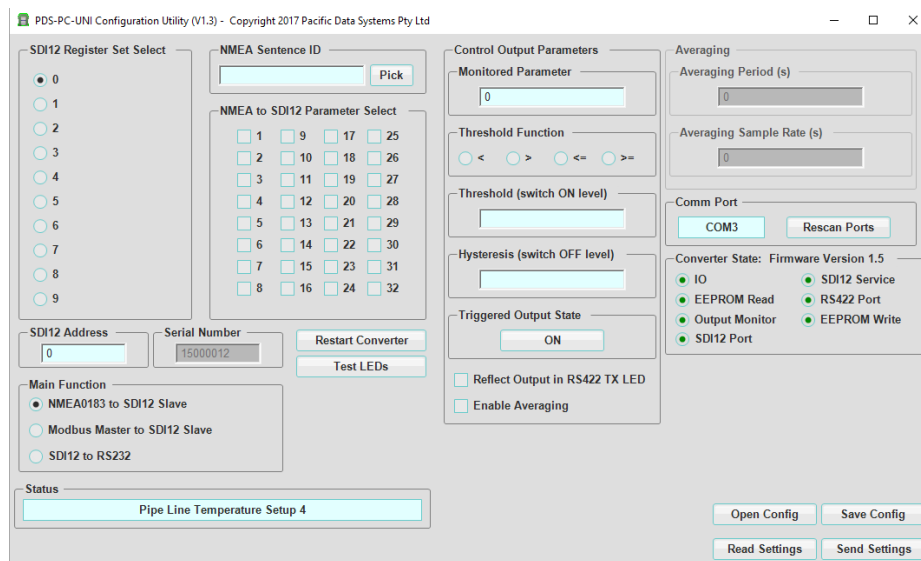 PDS-PC-UNI Configuration Utility (V1.3) - Copyright 2017 Pacific Data Systems Pty Ltd
SDI12 Register Set Select
0
1
2
3
4
5
6
7
8
9
NMEA Sentence ID
Pick
NMEA to SDI12 Parameter Select
1 9 17 25
2 10 18 26
3 11 19 27
4 12 20 28
5 13 21 29
6 14 22 30
7 15 23 31
8 16 24 32
SDI12 Address
0
Serial Number
15000012
Restart Converter
Test LEDs
Main Function
NMEA0183 to SDI12 Slave
Modbus Master to SDI12 Slave
SDI12 to RS232
Status
Pipe Line Temperature Setup 4
Control Output Parameters
Monitored Parameter
0
Threshold Function
< > <= >=
Threshold (switch ON level)
Hysteresis (switch OFF level)
Triggered Output State
ON
Reflect Output in RS422 TX LED
Enable Averaging
Averaging
Averaging Period (s)
0
Averaging Sample Rate (s)
0
Comm Port
COM3 Rescan Ports
Converter State: Firmware Version 1.5
IO SDI12 Service
EEPROM Read RS422 Port
Output Monitor EEPROM Write
SDI12 Port
Open Config Save Config
Read Settings Send Settings